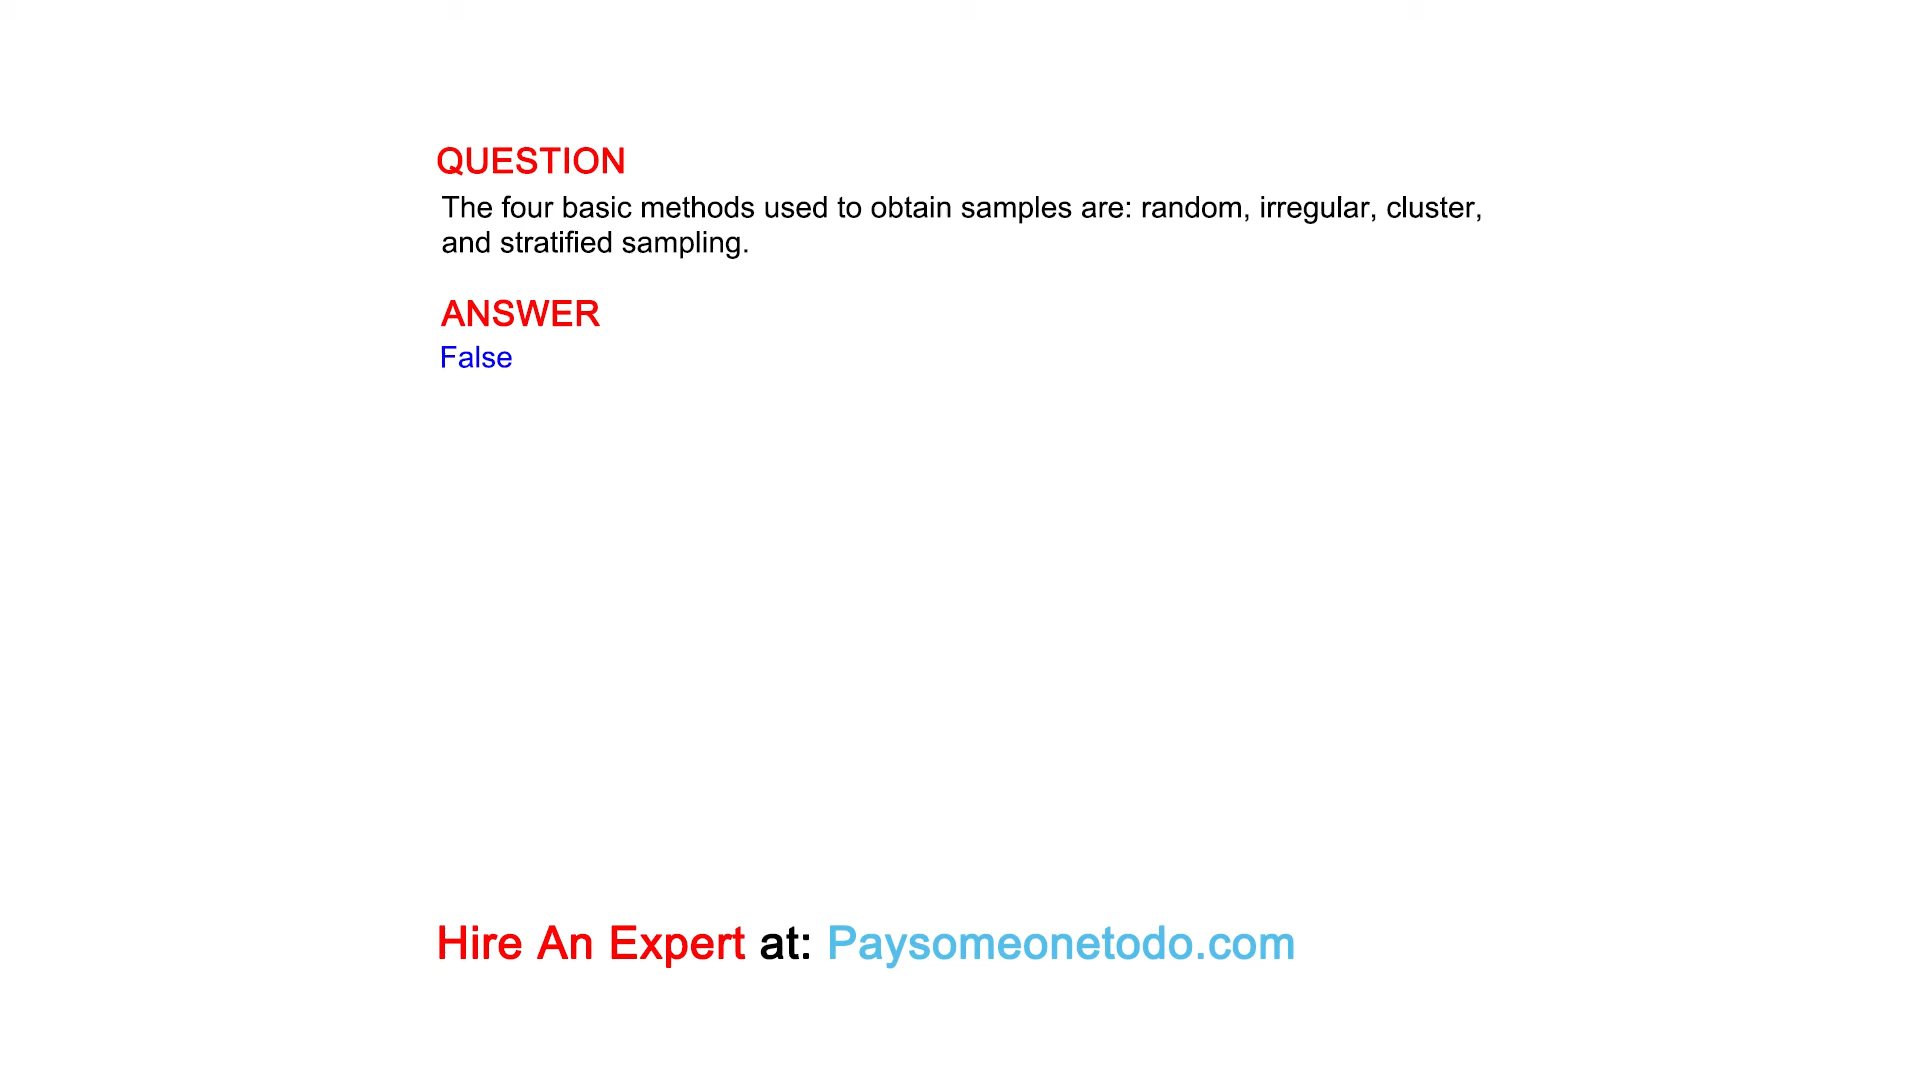 QUESTION
The four basic methods used to obtain samples are: random, irregular, cluster,
and stratified sampling.
ANSWER
False
Hire An Expert at: Paysomeonetodo.com